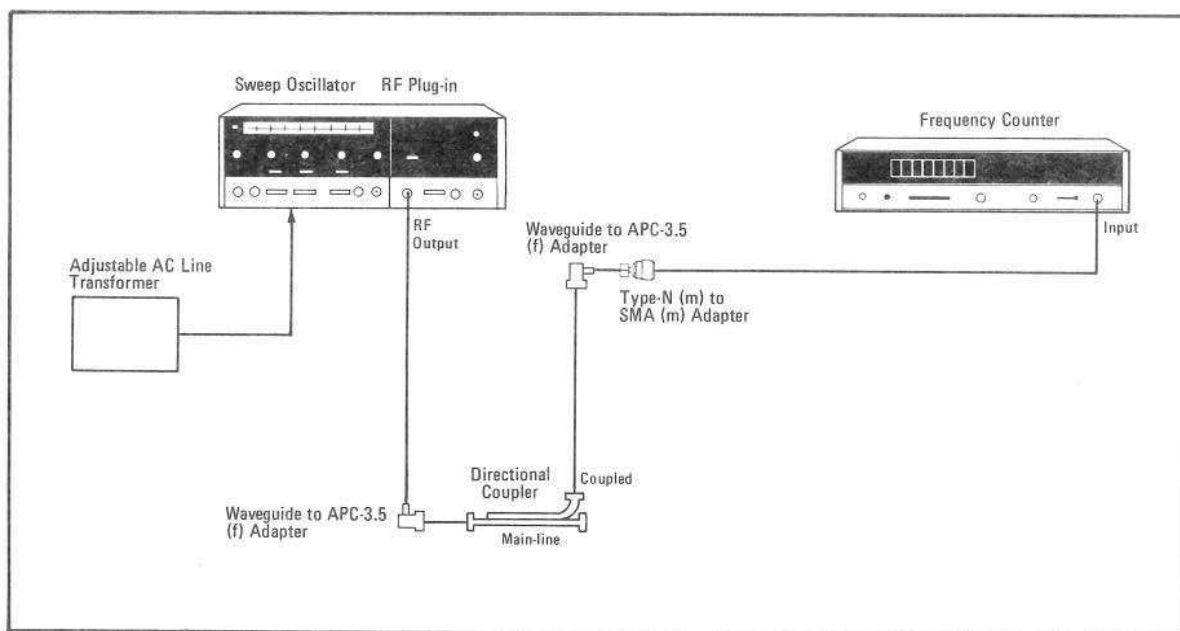 Sweep Oscillator
RF Plug-in
Frequency Counter
RF
Output
Input
Waveguide to APC-3.5
(f) Adapter
Adjustable AC Line
Transformer
Type-N (m) to
SMA (m) Adapter
Directional
Coupler
Coupled
Waveguide to APC-3.5
(f) Adapter
Main-line